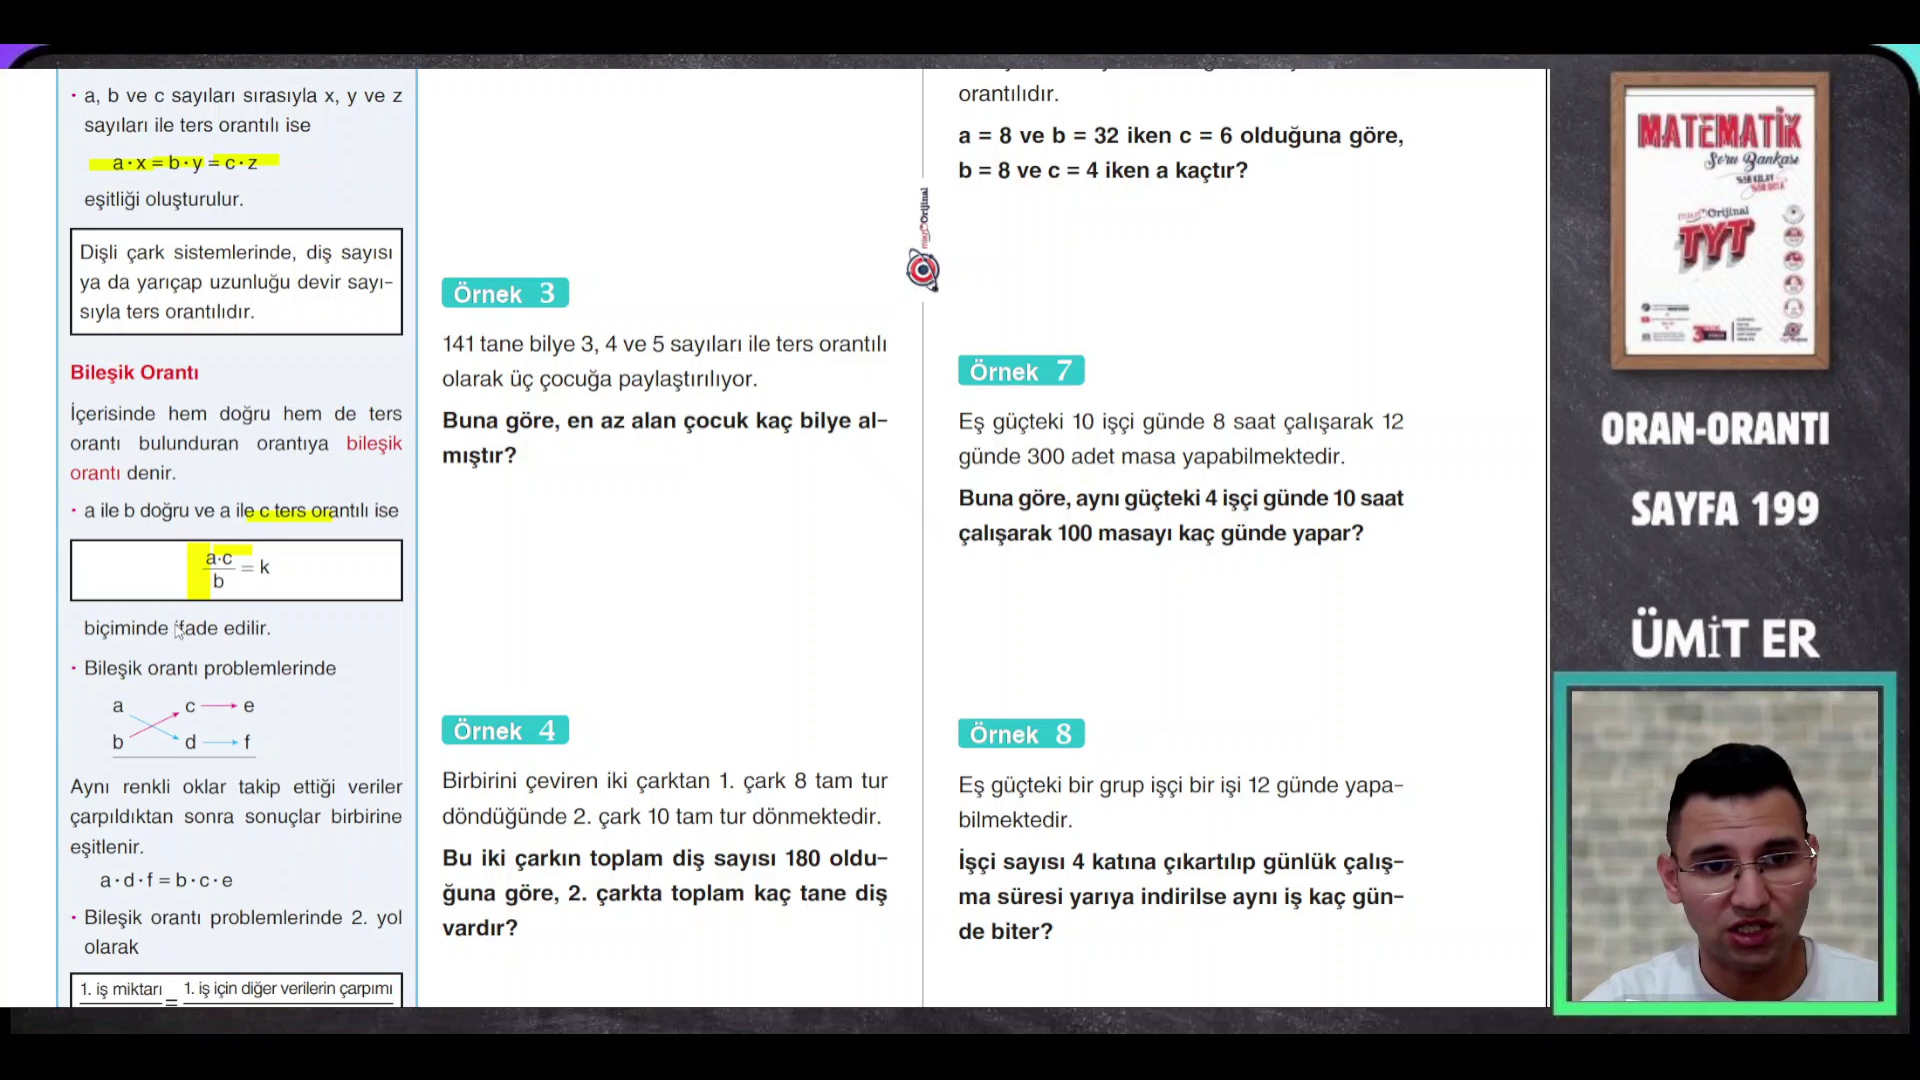 • a, b ve c sayıları sırasıyla x, y ve z
sayıları ile ters orantılı ise
a·x = b·y = c·z
eşitliği oluşturulur.
Dişli çark sistemlerinde, diş sayısı
ya da yarıçap uzunluğu devir sayı-
sıyla ters orantılıdır.
Bileşik Orantı
İçerisinde hem doğru hem de ters
orantı bulunduran orantıya bileşik
orantı denir.
• a ile b doğru ve a ile c ters orantılı ise
a·c
b
= k
biçiminde ifade edilir.
• Bileşik orantı problemlerinde
a c e
b d f
Aynı renkli oklar takip ettiği veriler
çarpıldıktan sonra sonuçlar birbirine
eşitlenir.
a·d·f = b·c·e
• Bileşik orantı problemlerinde 2. yol
olarak
1. iş miktarı = 1. iş için diğer verilerin çarpımı
Örnek 3
141 tane bilye 3, 4 ve 5 sayıları ile ters orantılı
olarak üç çocuğa paylaştırılıyor.
Buna göre, en az alan çocuk kaç bilye al-
mıştır?
Örnek 4
Birbirini çeviren iki çarktan 1. çark 8 tam tur
döndüğünde 2. çark 10 tam tur dönmektedir.
Bu iki çarkın toplam diş sayısı 180 oldu-
ğuna göre, 2. çarkta toplam kaç tane diş
vardır?
Orijinal
orantılıdır.
a = 8 ve b = 32 iken c = 6 olduğuna göre,
b = 8 ve c = 4 iken a kaçtır?
Örnek 7
Eş güçteki 10 işçi günde 8 saat çalışarak 12
günde 300 adet masa yapabilmektedir.
Buna göre, aynı güçteki 4 işçi günde 10 saat
çalışarak 100 masayı kaç günde yapar?
Örnek 8
Eş güçteki bir grup işçi bir işi 12 günde yapa-
bilmektedir.
İşçi sayısı 4 katına çıkartılıp günlük çalış-
ma süresi yarıya indirilse aynı iş kaç gün-
de biter?
MATEMATİK
Soru Bankası
Orijinal
TYT
ORAN-ORANTI
SAYFA 199
ÜMİT ER